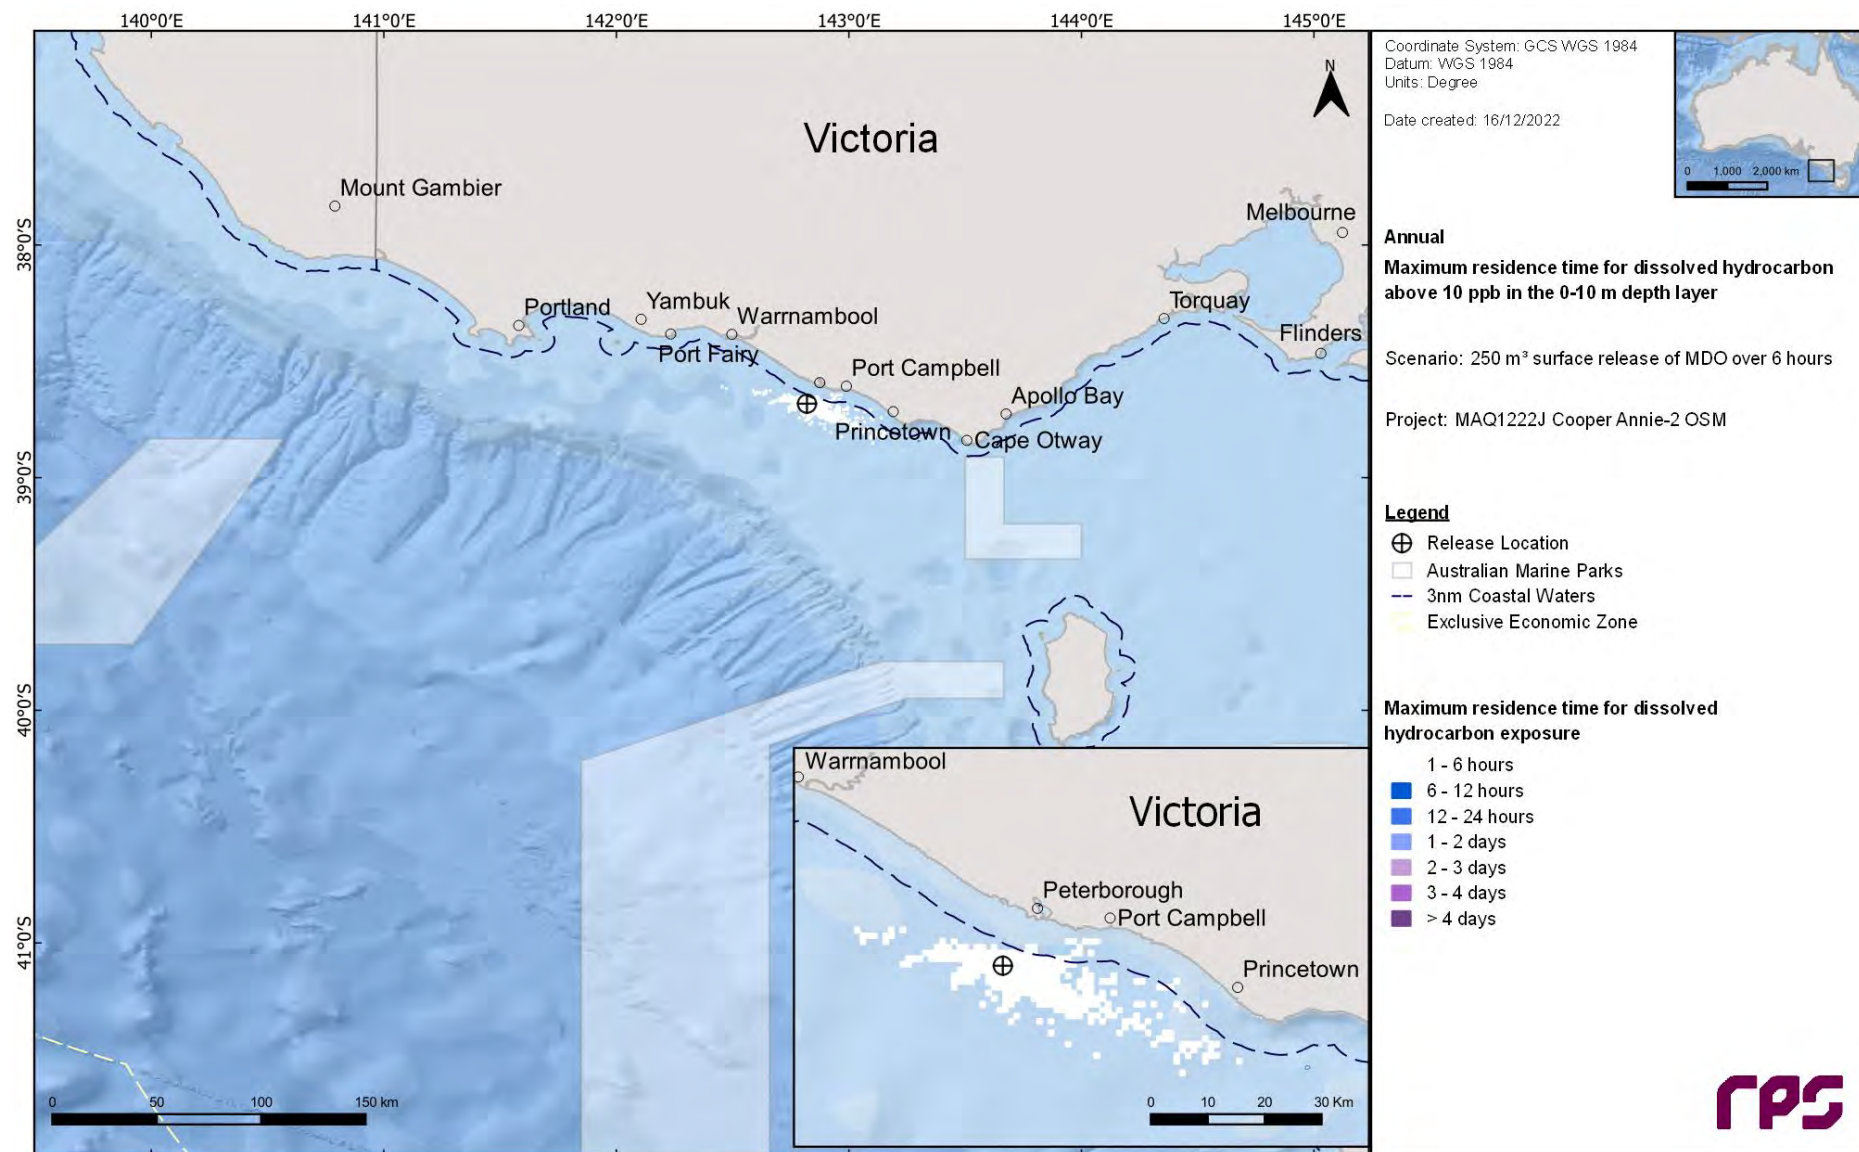 140°0'E
141°0'E
142°0'E
143°0'E
144°0'E
145°0'E
38°0'S
39°0'S
40°0'S
41°0'S
N
Victoria
Mount Gambier
Melbourne
Portland
Yambuk
Warrnambool
Port Fairy
Torquay
Flinders
Port Campbell
Apollo Bay
Princetown
Cape Otway
0 50 100 150 km
Warrnambool
Victoria
Peterborough
Port Campbell
Princetown
0 10 20 30 Km
Coordinate System: GCS WGS 1984
Datum: WGS 1984
Units: Degree
Date created: 16/12/2022
0 1,000 2,000 km
Annual
Maximum residence time for dissolved hydrocarbon
above 10 ppb in the 0-10 m depth layer
Scenario: 250 m³ surface release of MDO over 6 hours
Project: MAQ1222J Cooper Annie-2 OSM
Legend
Release Location
Australian Marine Parks
3nm Coastal Waters
Exclusive Economic Zone
Maximum residence time for dissolved
hydrocarbon exposure
1 - 6 hours
6 - 12 hours
12 - 24 hours
1 - 2 days
2 - 3 days
3 - 4 days
> 4 days
rps